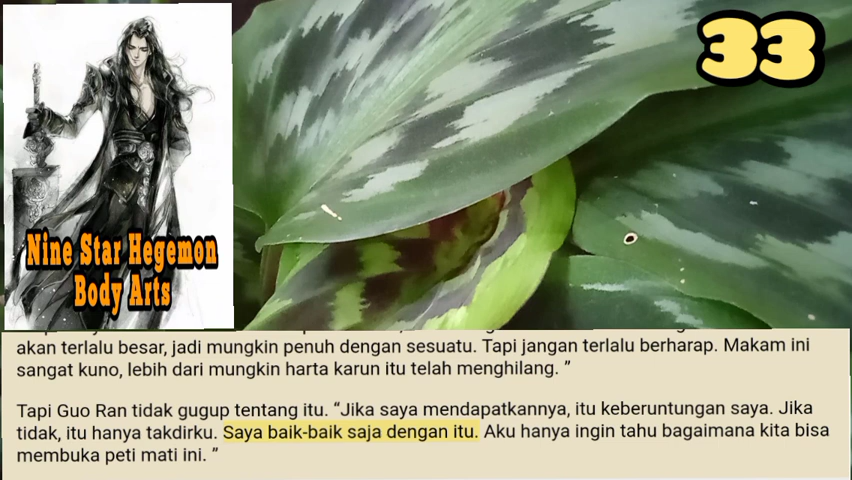 33
Nine Star Hegemon
Body Arts
akan terlalu besar, jadi mungkin penuh dengan sesuatu. Tapi jangan terlalu berharap. Makam ini
sangat kuno, lebih dari mungkin harta karun itu telah menghilang. ”
Tapi Guo Ran tidak gugup tentang itu. “Jika saya mendapatkannya, itu keberuntungan saya. Jika
tidak, itu hanya takdirku. Saya baik-baik saja dengan itu. Aku hanya ingin tahu bagaimana kita bisa
membuka peti mati ini. ”